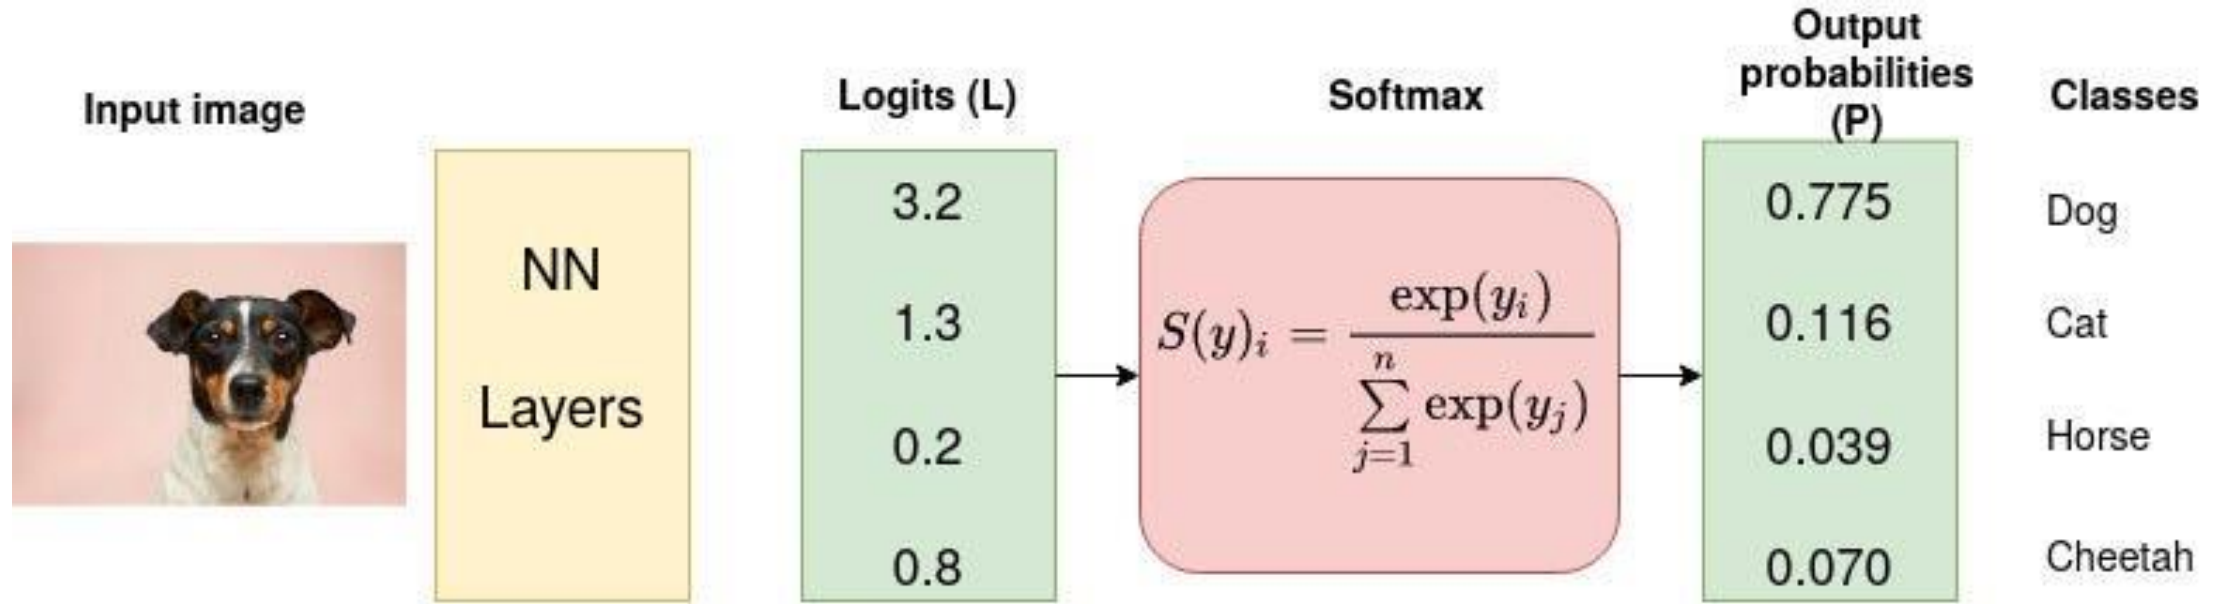 Input image
NN
Layers
Logits (L)
3.2
1.3
0.2
0.8
Softmax
S(y)_i = exp(y_i) / \sum_{j=1}^{n} exp(y_j)
Output
probabilities
(P)
0.775
0.116
0.039
0.070
Classes
Dog
Cat
Horse
Cheetah